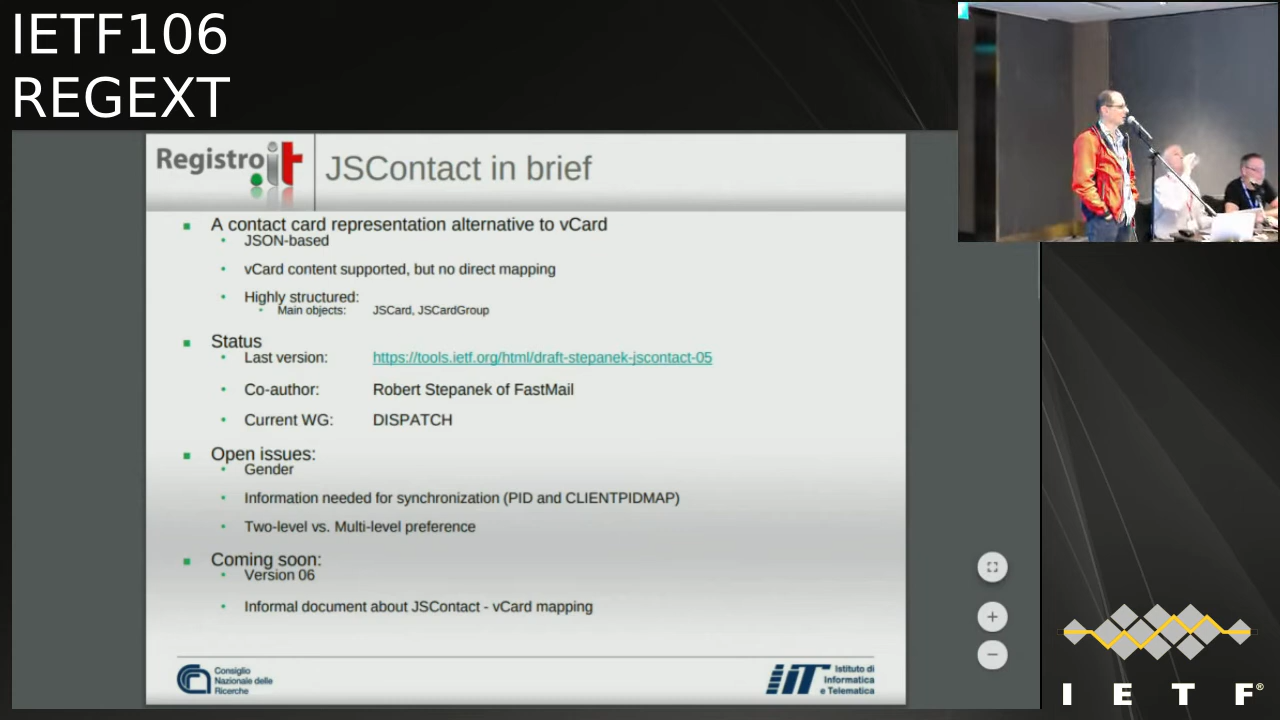 IETF106
REGEXT
Registro.it
JSContact in brief
A contact card representation alternative to vCard
JSON-based
vCard content supported, but no direct mapping
Highly structured:
Main objects: JSCard, JSCardGroup
Status
Last version: https://tools.ietf.org/html/draft-stepanek-jscontact-05
Co-author: Robert Stepanek of FastMail
Current WG: DISPATCH
Open issues:
Gender
Information needed for synchronization (PID and CLIENTPIDMAP)
Two-level vs. Multi-level preference
Coming soon:
Version 06
Informal document about JSContact - vCard mapping
Consiglio
Nazionale delle
Ricerche
IIT
Istituto di
Informatica
e Telematica
I E T F®